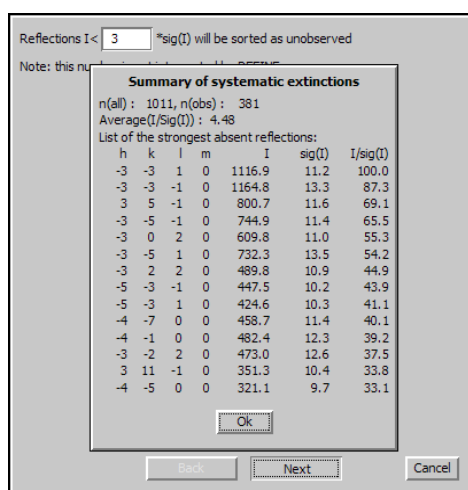 Reflections I< 3 *sig(I) will be sorted as unobserved
Note: this nu
Summary of systematic extinctions
n(all) : 1011, n(obs) : 381
Average(I/Sig(I)) : 4.48
List of the strongest absent reflections:
h k l m I sig(I) I/sig(I)
-3 -3 1 0 1116.9 11.2 100.0
-3 -3 -1 0 1164.8 13.3 87.3
3 5 -1 0 800.7 11.6 69.1
-3 -5 -1 0 744.9 11.4 65.5
-3 0 2 0 609.8 11.0 55.3
-3 -5 1 0 732.3 13.5 54.2
-3 2 2 0 489.8 10.9 44.9
-5 -3 -1 0 447.5 10.2 43.9
-5 -3 1 0 424.6 10.3 41.1
-4 -7 0 0 458.7 11.4 40.1
-4 -1 0 0 482.4 12.3 39.2
-3 -2 2 0 473.0 12.6 37.5
3 11 -1 0 351.3 10.4 33.8
-4 -5 0 0 321.1 9.7 33.1
Ok
Back Next Cancel